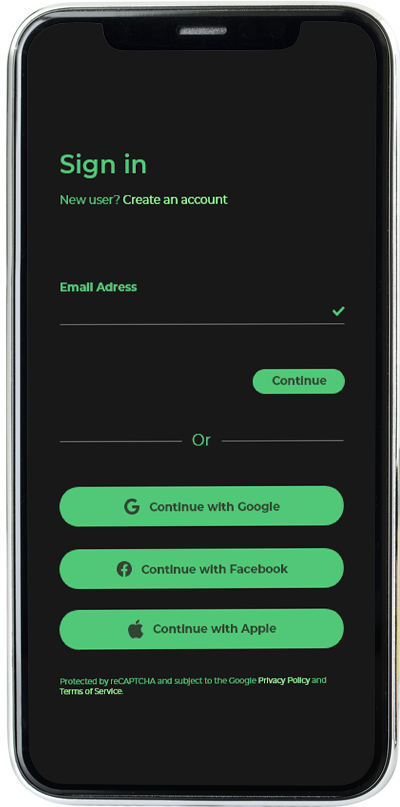 Sign in
New user? Create an account
Email Adress
Continue
Or
Continue with Google
Continue with Facebook
Continue with Apple
Protected by reCAPTCHA and subject to the Google Privacy Policy and
Terms of Service.